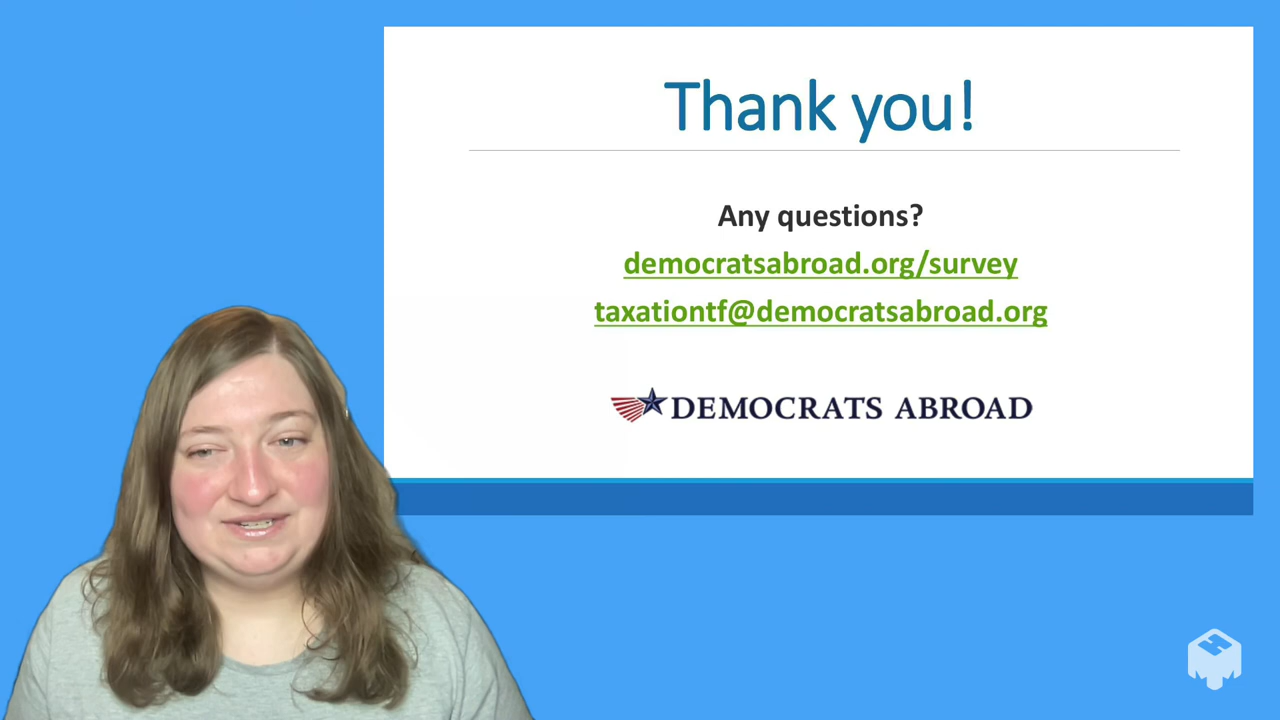 Thank you!
Any questions?
democratsabroad.org/survey
taxationtf@democratsabroad.org
DEMOCRATS ABROAD